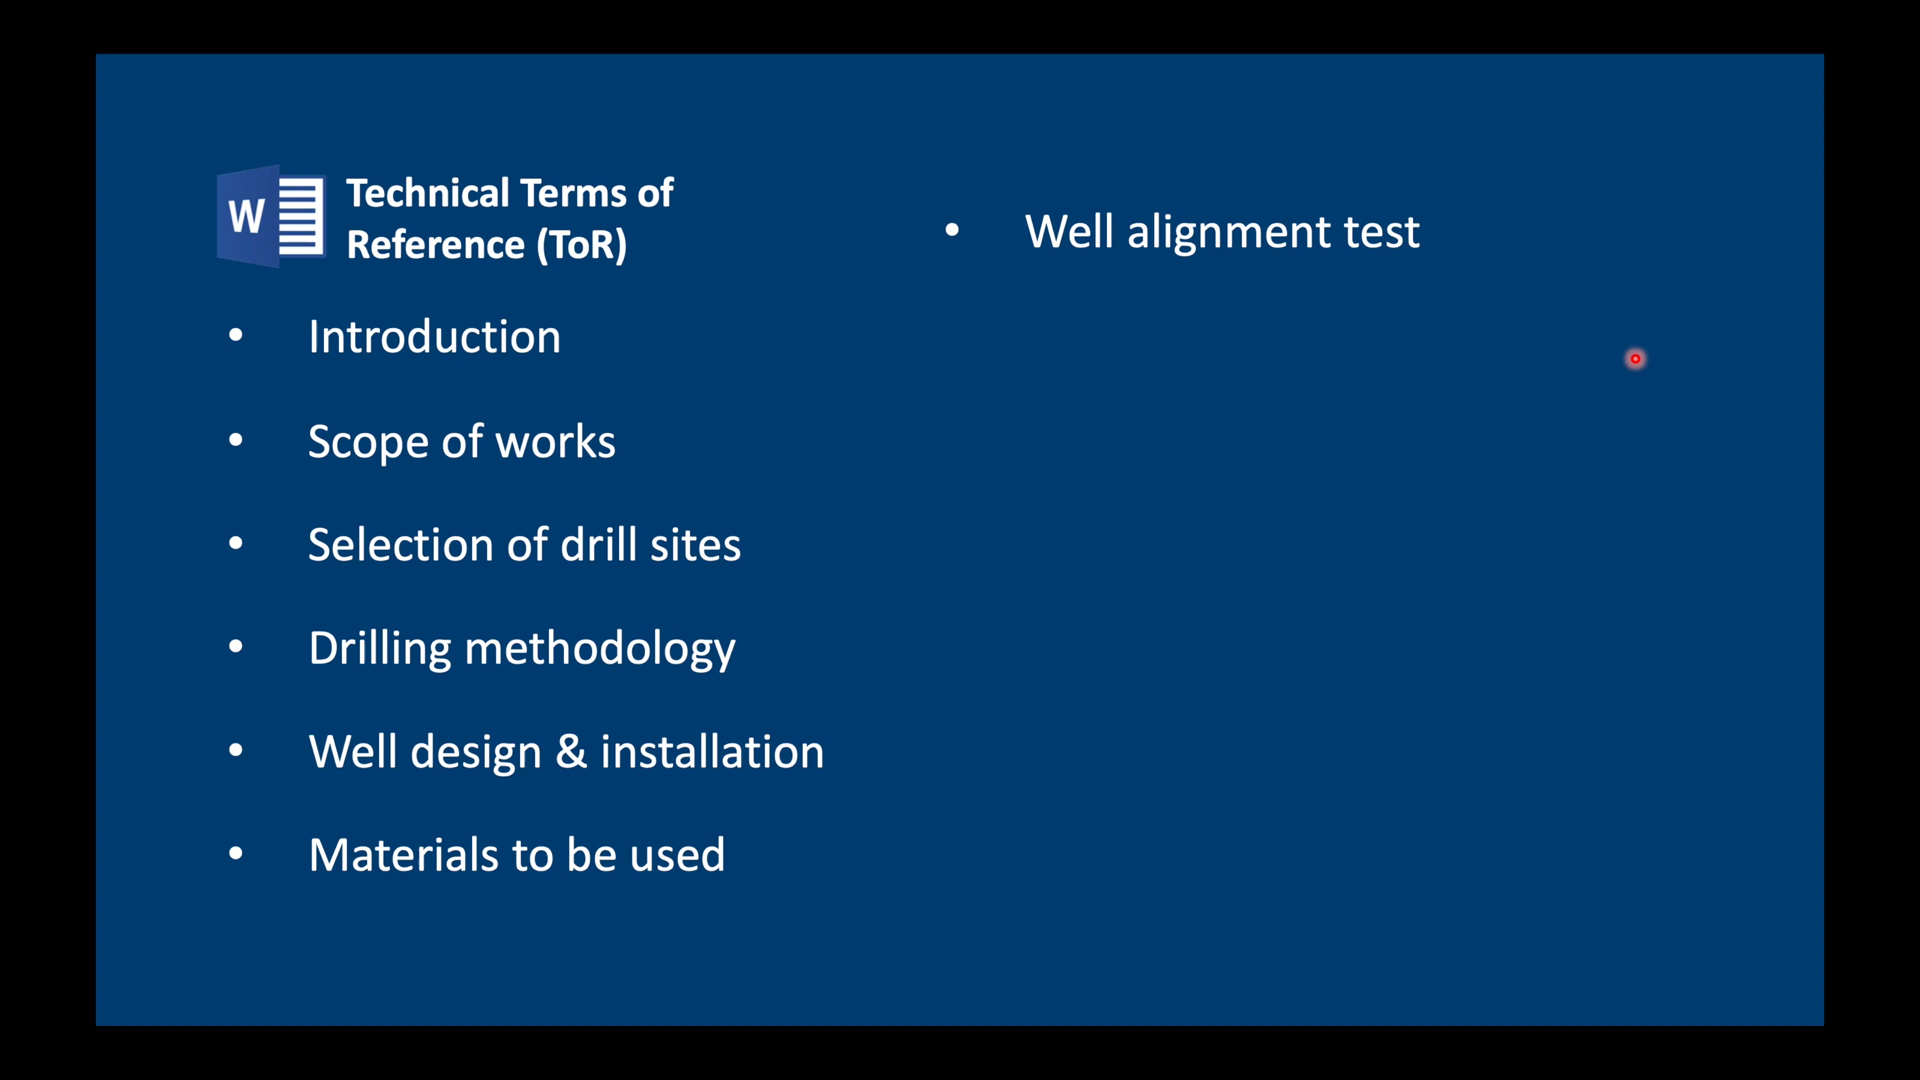 W
Technical Terms of
Reference (ToR)
• Introduction
• Scope of works
• Selection of drill sites
• Drilling methodology
• Well design & installation
• Materials to be used
• Well alignment test